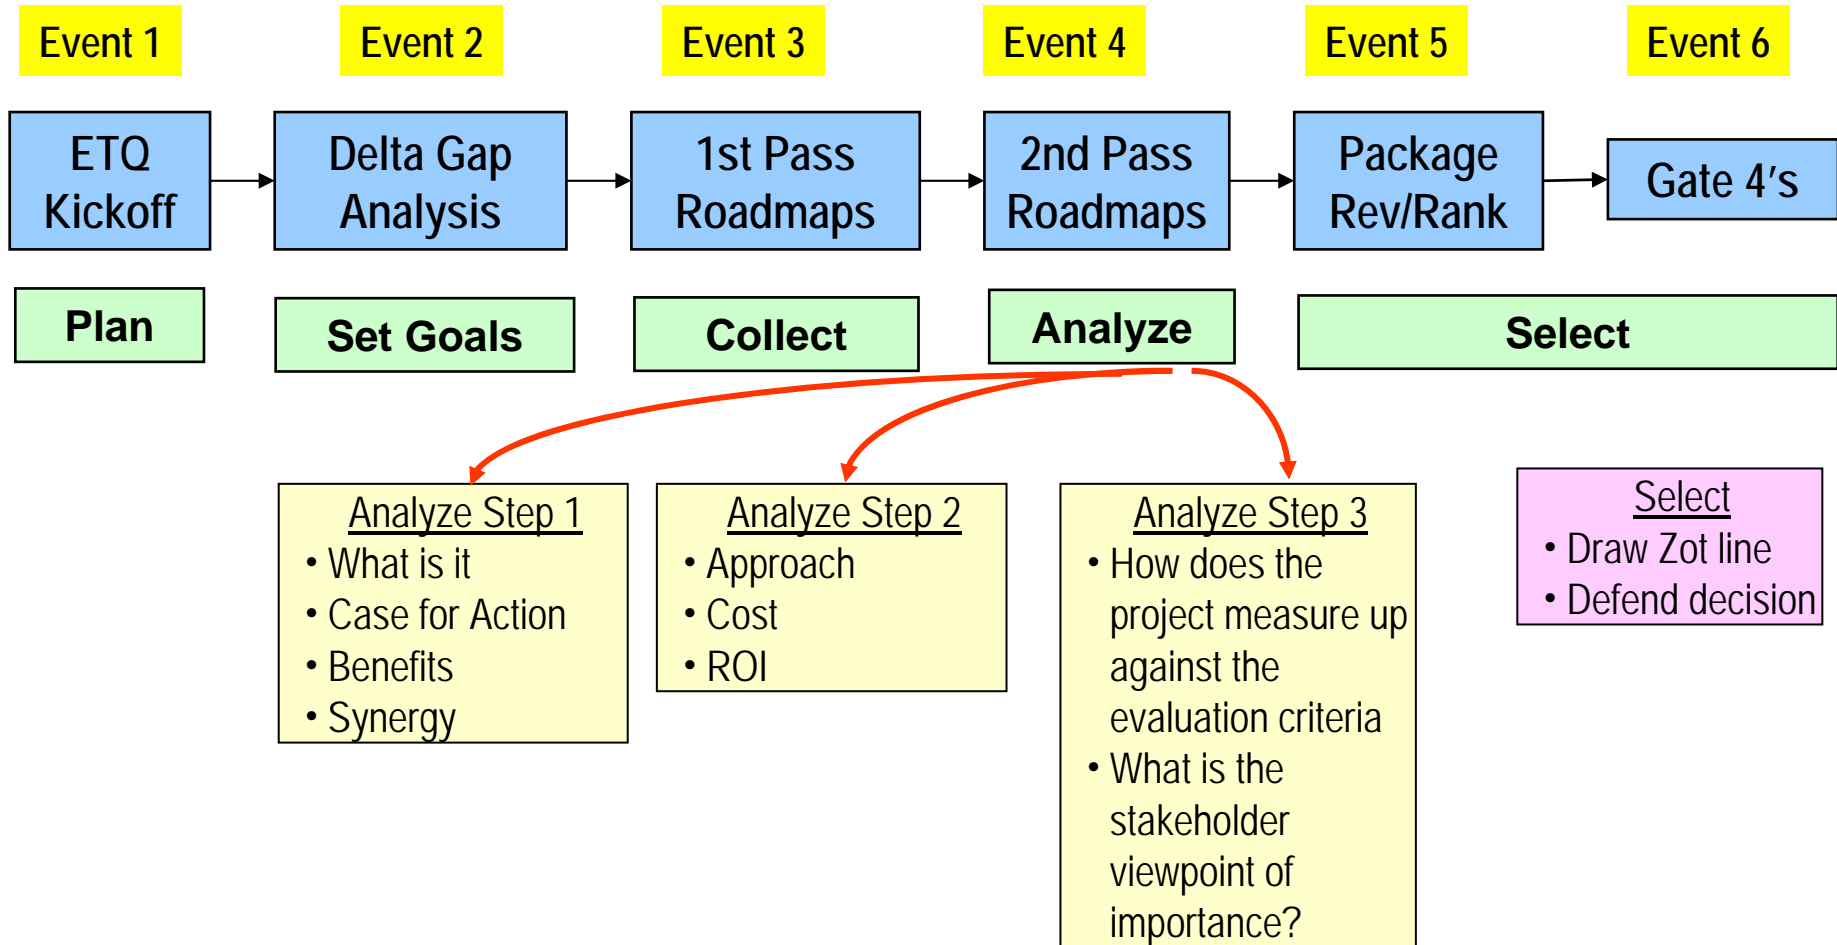 Event 1
Event 2
Event 3
Event 4
Event 5
Event 6
ETQ
Kickoff
Delta Gap
Analysis
1st Pass
Roadmaps
2nd Pass
Roadmaps
Package
Rev/Rank
Gate 4's
Plan
Set Goals
Collect
Analyze
Select
Analyze Step 1
• What is it
• Case for Action
• Benefits
• Synergy
Analyze Step 2
• Approach
• Cost
• ROI
Analyze Step 3
• How does the
project measure up
against the
evaluation criteria
• What is the
stakeholder
viewpoint of
importance?
Select
• Draw Zot line
• Defend decision